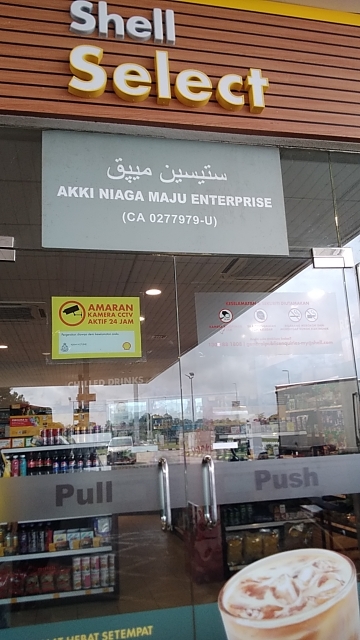 Shell
Select
ستيسين ميڽق
AKKI NIAGA MAJU ENTERPRISE
(CA 0277979-U)
AMARAN
KAMERA CCTV
AKTIF 24 JAM
CHILLED DRINKS
Pull
Push
HEBAT SETEMPAT